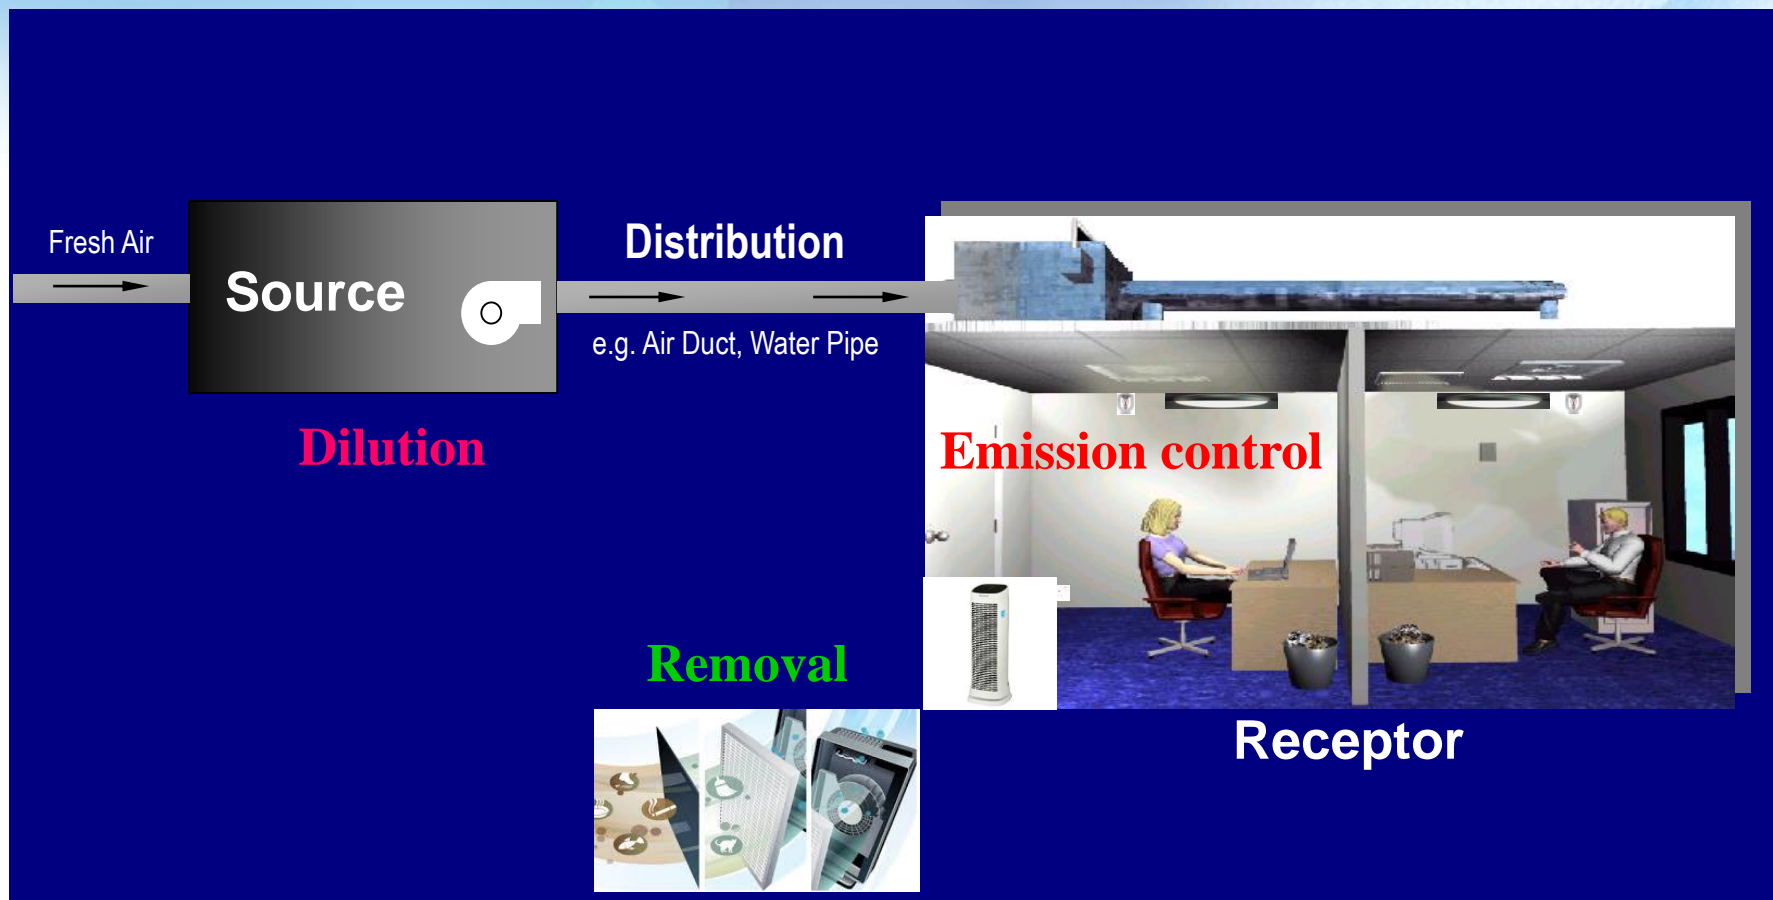 Fresh Air
Source
Distribution
e.g. Air Duct, Water Pipe
Dilution
Emission control
Removal
Receptor